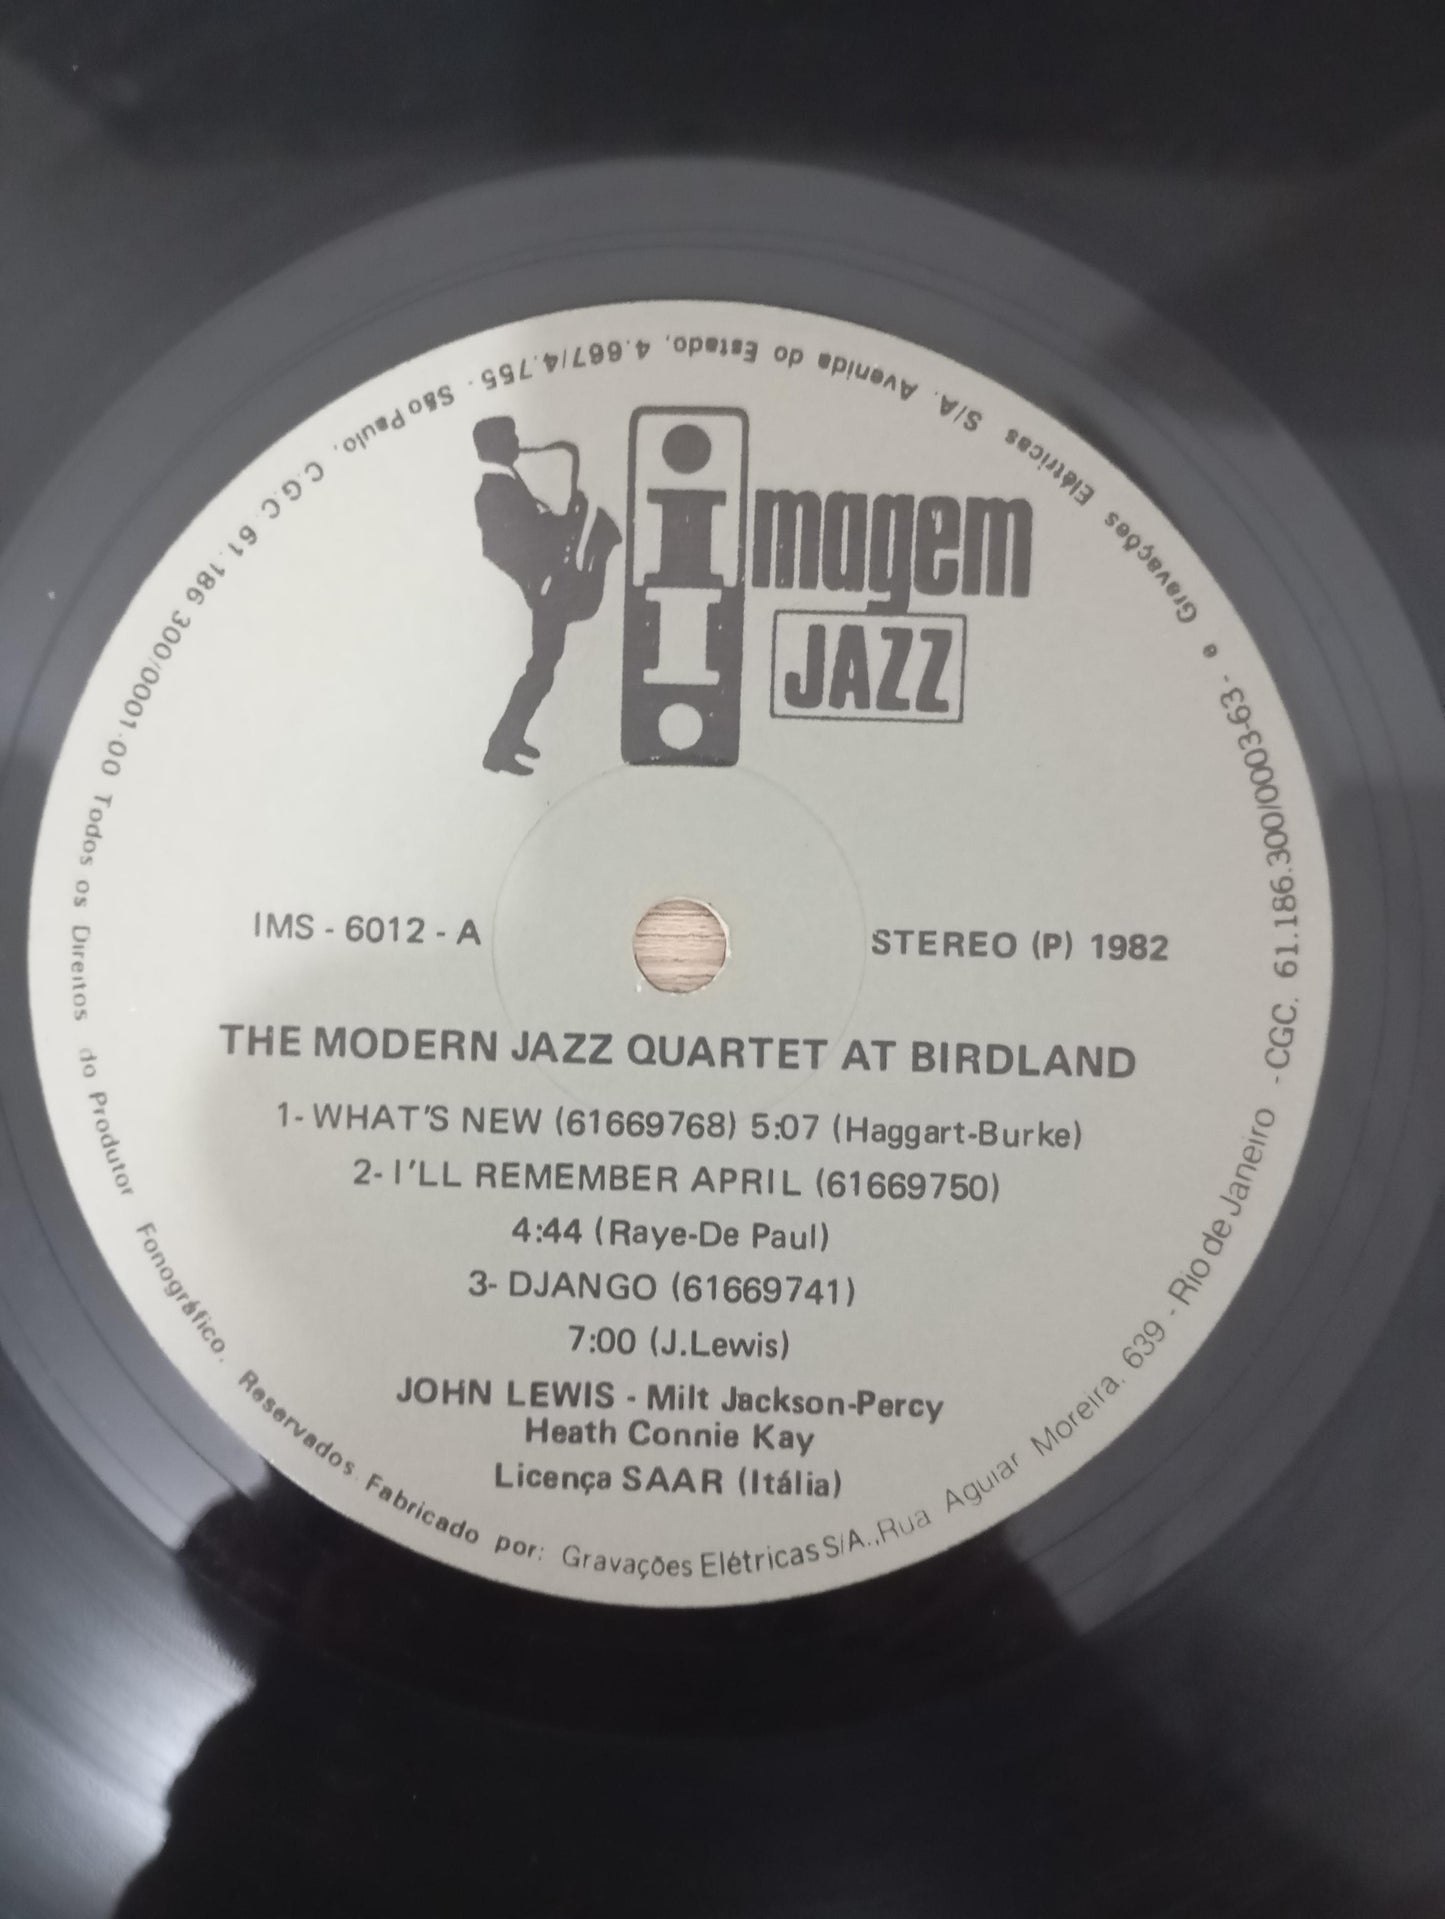 imagem
JAZZ
IMS - 6012 - A
STEREO (P) 1982
THE MODERN JAZZ QUARTET AT BIRDLAND
1- WHAT'S NEW (61669768) 5:07 (Haggart-Burke)
2- I'LL REMEMBER APRIL (61669750)
4:44 (Raye-De Paul)
3- DJANGO (61669741)
7:00 (J.Lewis)
JOHN LEWIS - Milt Jackson-Percy
Heath Connie Kay
Licença SAAR (Itália)
Todos os Direitos do Produtor Fonográfico. Reservados. Fabricado por: Gravações Elétricas S/A., Rua Aguiar Moreira. 639 - Rio de Janeiro - CGC. 61.186.300/0003-63 - e Gravações Elétricas S/A. Avenida do Estado, 4.667/4.755 - São Paulo. C.G.C. 61.186 300/0001-00